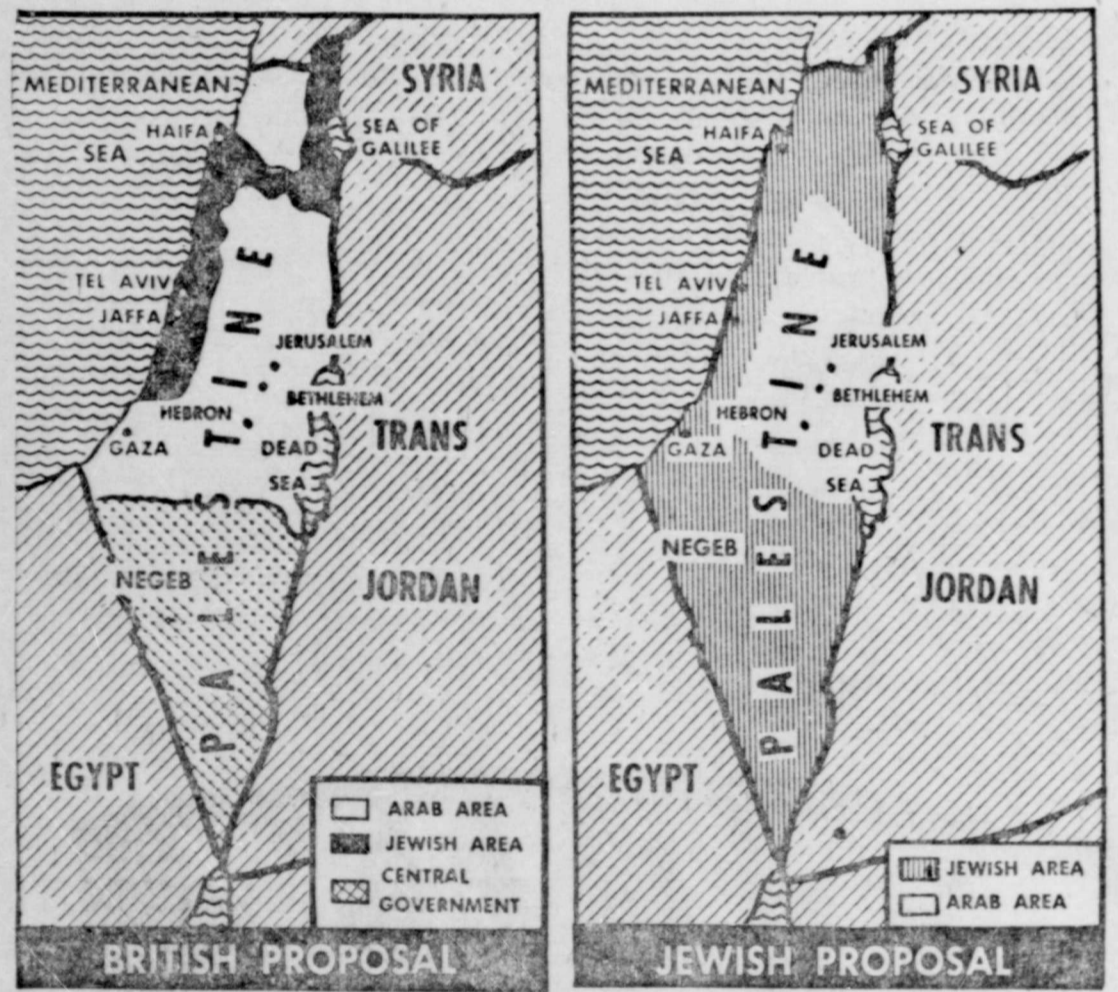 MEDITERRANEAN
SYRIA
HAIFA
SEA OF
GALILEE
SEA
TEL AVIV
JAFFA
JERUSALEM
BETHLEHEM
HEBRON
TRANS
GAZA
DEAD
SEA
NEGEB
JORDAN
PALESTINE
EGYPT
ARAB AREA
JEWISH AREA
CENTRAL
GOVERNMENT
BRITISH PROPOSAL
MEDITERRANEAN
SYRIA
HAIFA
SEA OF
GALILEE
SEA
TEL AVIV
JAFFA
JERUSALEM
BETHLEHEM
HEBRON
TRANS
GAZA
DEAD
SEA
NEGEB
JORDAN
PALESTINE
EGYPT
JEWISH AREA
ARAB AREA
JEWISH PROPOSAL